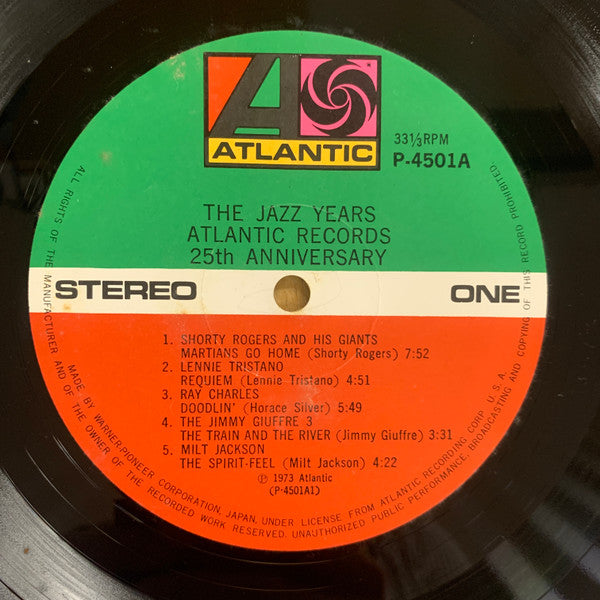 ATLANTIC
33⅓RPM
P-4501A
THE JAZZ YEARS
ATLANTIC RECORDS
25th ANNIVERSARY
STEREO
ONE
1. SHORTY ROGERS AND HIS GIANTS
MARTIANS GO HOME (Shorty Rogers) 7:52
2. LENNIE TRISTANO
REQUIEM (Lennie Tristano) 4:51
3. RAY CHARLES
DOODLIN' (Horace Silver) 5:49
4. THE JIMMY GIUFFRE 3
THE TRAIN AND THE RIVER (Jimmy Giuffre) 3:31
5. MILT JACKSON
THE SPIRIT-FEEL (Milt Jackson) 4:22
Ⓟ 1973 Atlantic
(P-4501A1)
MADE BY WARNER-PIONEER CORPORATION, JAPAN, UNDER LICENSE FROM ATLANTIC RECORDING CORP. U.S.A.
ALL RIGHTS OF THE MANUFACTURER AND OF THE OWNER OF THE RECORDED WORK RESERVED. UNAUTHORIZED PUBLIC PERFORMANCE, BROADCASTING AND COPYING OF THIS RECORD PROHIBITED.